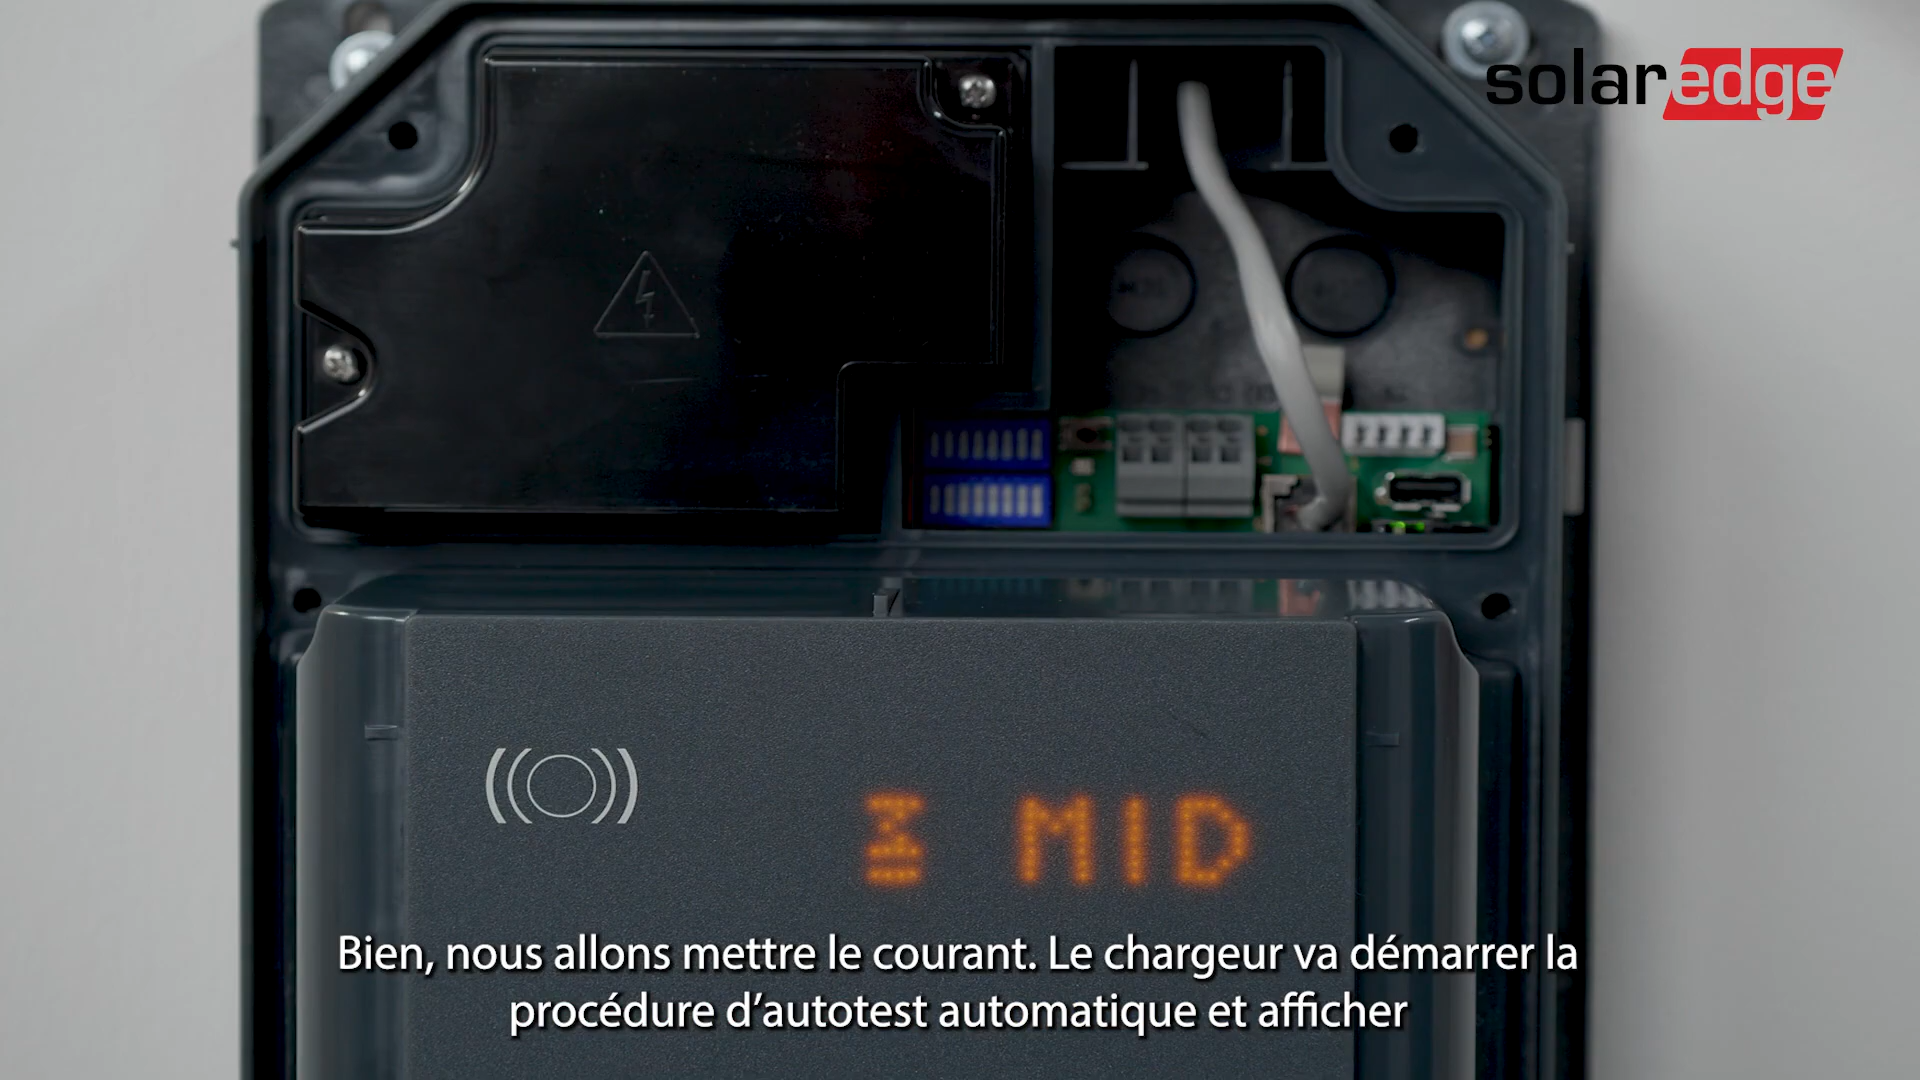 solaredge
MID
Bien, nous allons mettre le courant. Le chargeur va démarrer la
procédure d’autotest automatique et afficher